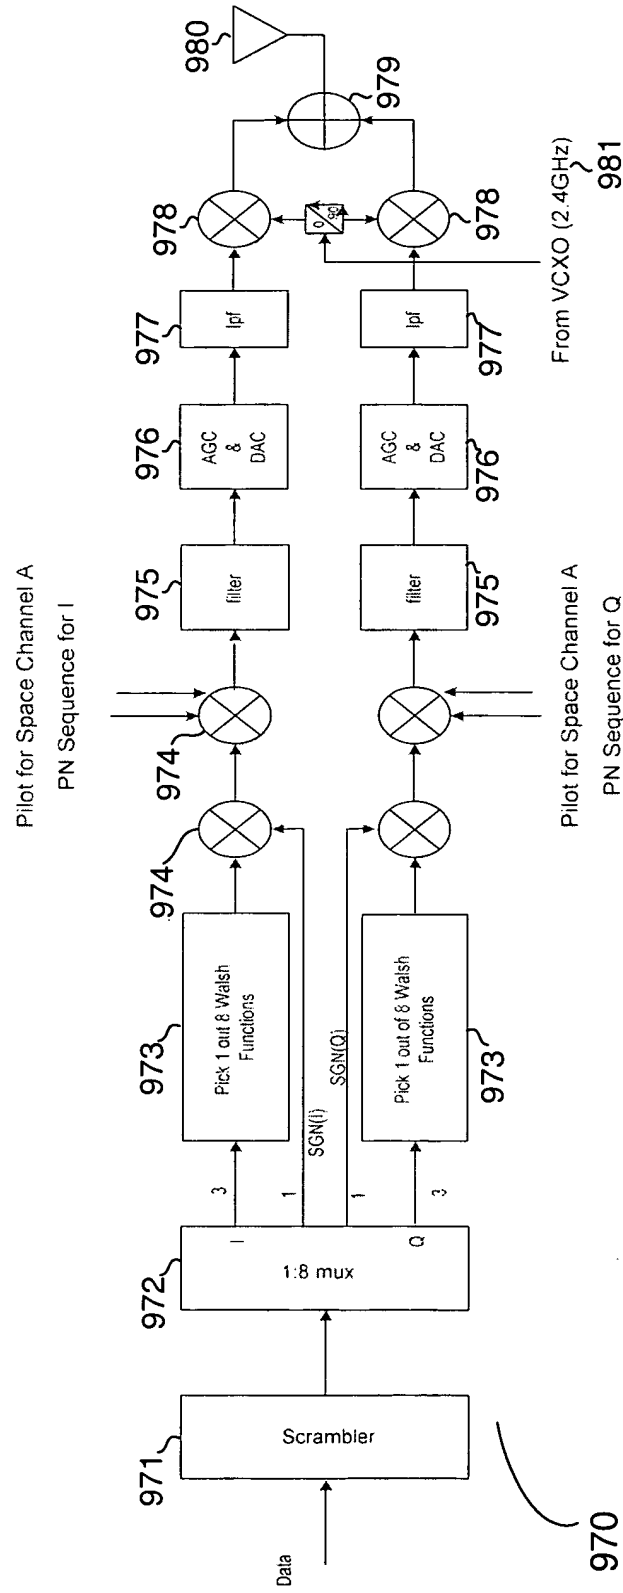 Data
971
Scrambler
972
1:8 mux
I
Q
3
1
1
3
SGN(I)
SGN(Q)
973
Pick 1 out 8 Walsh
Functions
Pick 1 out of 8 Walsh
Functions
973
974
974
Pilot for Space Channel A
PN Sequence for I
Pilot for Space Channel A
PN Sequence for Q
975
filter
filter
975
976
AGC
&
DAC
AGC
&
DAC
976
977
lpf
lpf
977
978
0
90
978
979
980
From VCXO (2.4GHz)
981
970